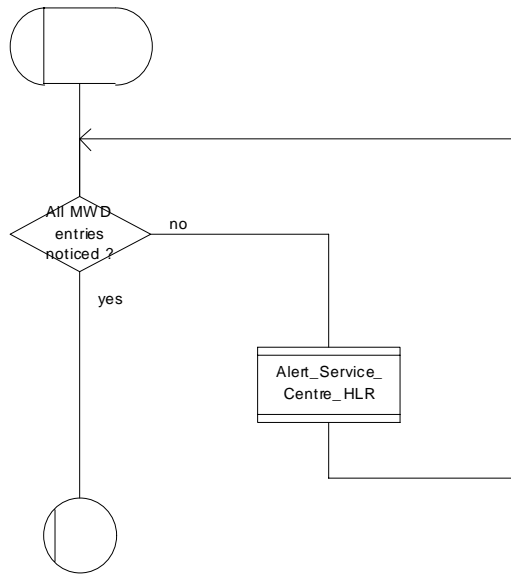 All MWD
entries
noticed ?
no
yes
Alert_Service_
Centre_HLR